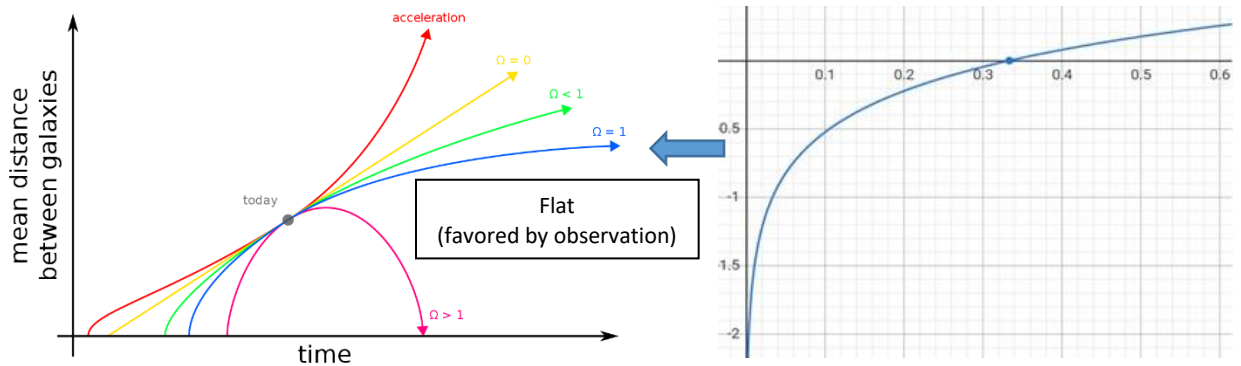 acceleration
Ω = 0
Ω < 1
Ω = 1
today
Ω > 1
mean distance
between galaxies
time
Flat
(favored by observation)
0.1
0.2
0.3
0.4
0.5
0.6
0.5
-1
-1.5
-2